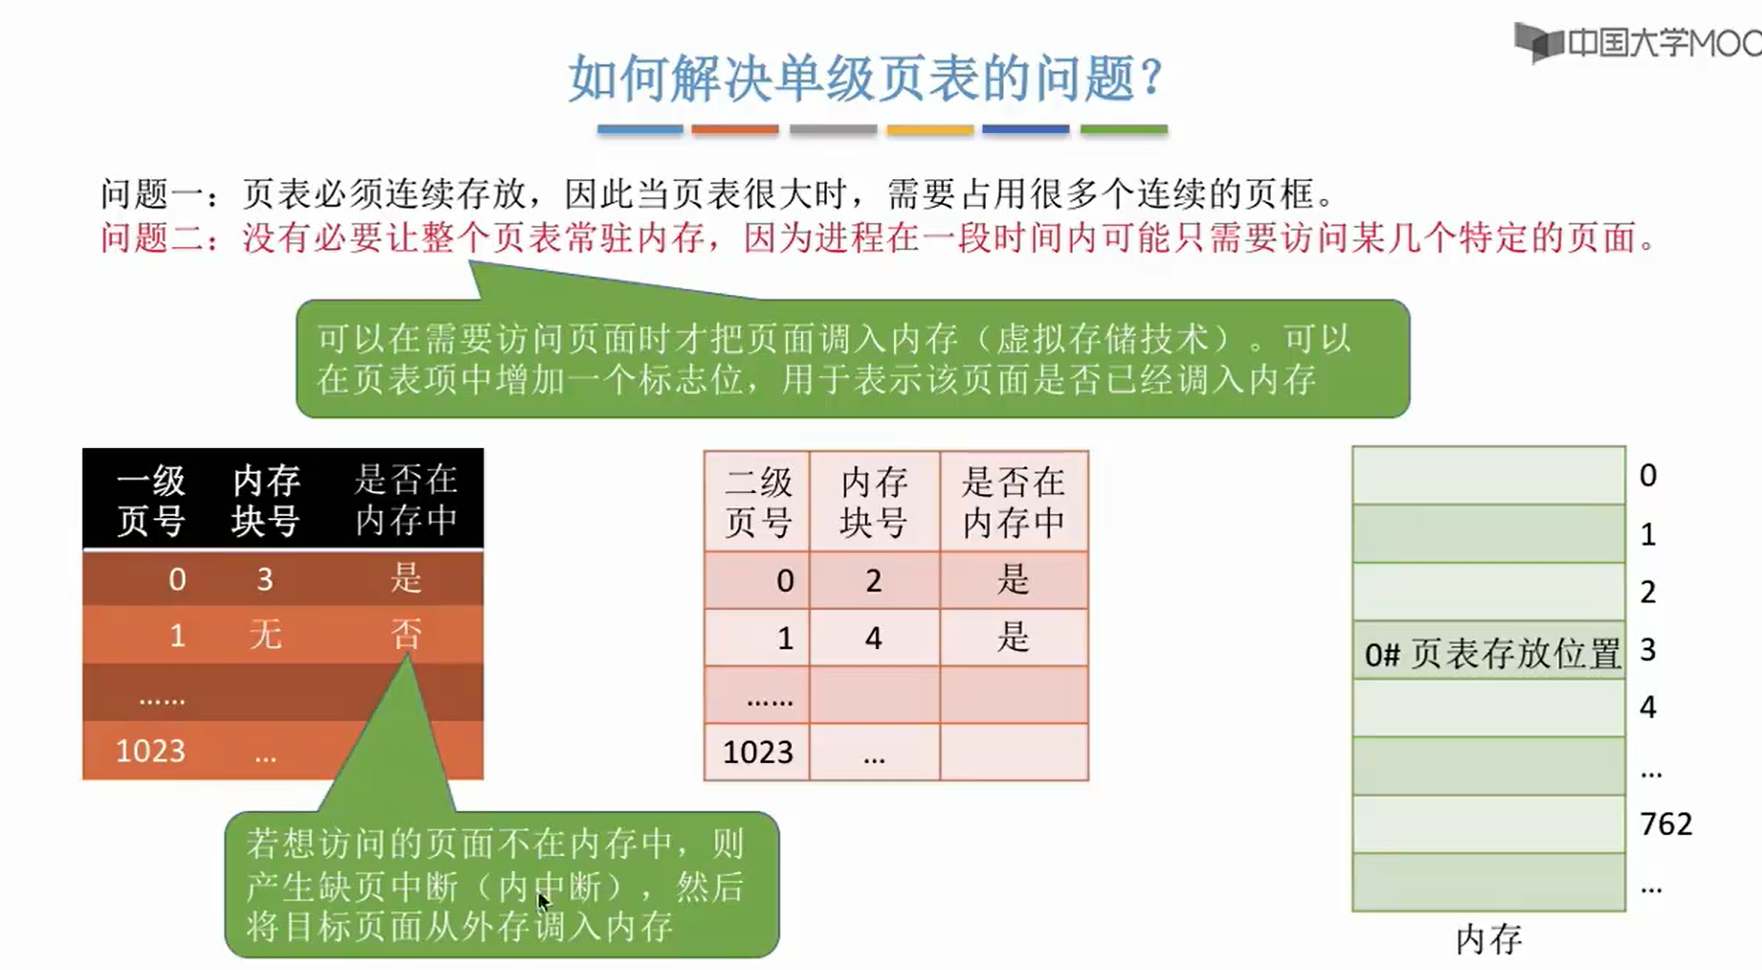 中国大学MOO
如何解决单级页表的问题?
问题一：页表必须连续存放，因此当页表很大时，需要占用很多个连续的页框。
问题二：没有必要让整个页表常驻内存，因为进程在一段时间内可能只需要访问某几个特定的页面。
可以在需要访问页面时才把页面调入内存（虚拟存储技术）。可以
在页表项中增加一个标志位，用于表示该页面是否已经调入内存
一级页号 内存块号 是否在内存中
0 3 是
1 无 否
……
1023 ...
二级页号 内存块号 是否在内存中
0 2 是
1 4 是
……
1023 ...
0
1
2
0# 页表存放位置 3
4
...
762
...
内存
若想访问的页面不在内存中，则
产生缺页中断（内中断），然后
将目标页面从外存调入内存